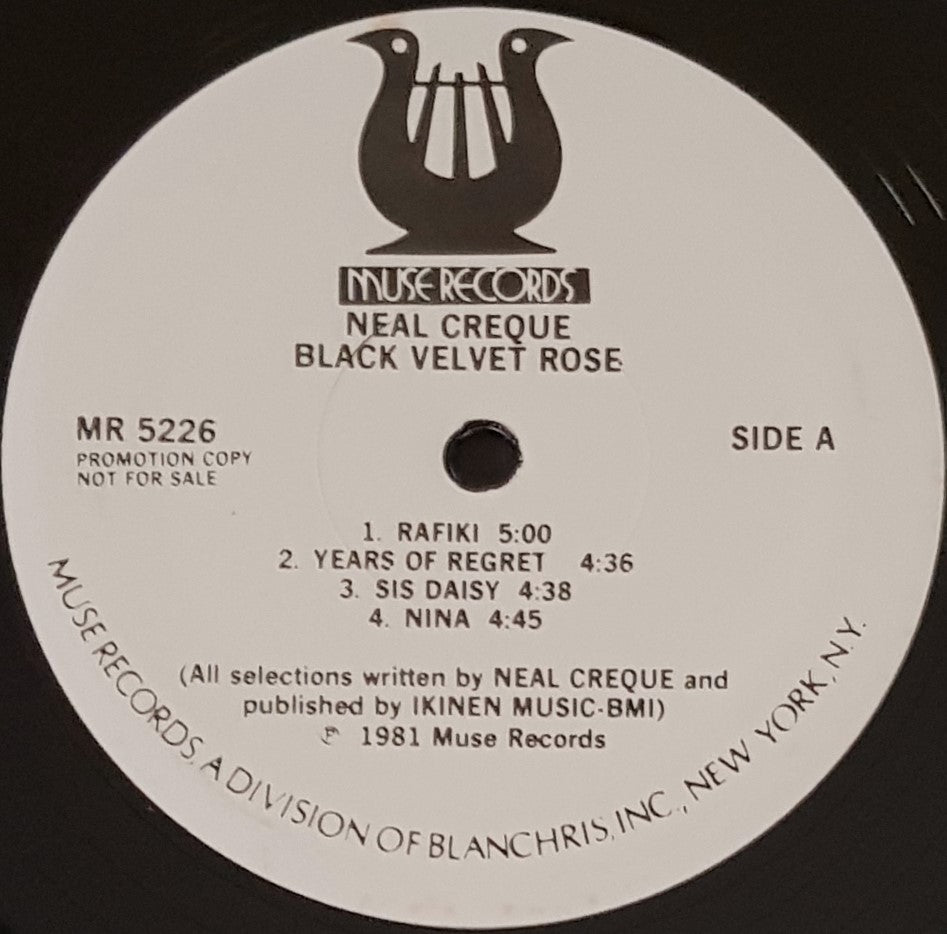 MUSE RECORDS
NEAL CREQUE
BLACK VELVET ROSE
MR 5226
PROMOTION COPY
NOT FOR SALE
SIDE A
1. RAFIKI 5:00
2. YEARS OF REGRET 4:36
3. SIS DAISY 4:38
4. NINA 4:45
(All selections written by NEAL CREQUE and
published by IKINEN MUSIC-BMI)
℗ 1981 Muse Records
MUSE RECORDS, A DIVISION OF BLANCHRIS, INC., NEW YORK, N.Y.